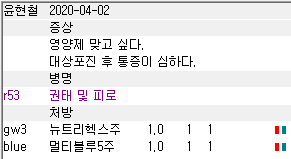 윤현철 2020-04-02
증상
영양제 맞고 싶다.
대상포진 후 통증이 심하다.
병명
r53 권태 및 피로
처방
gw3 뉴트리헥스주 1.0 1 1
blue 멀티블루5주 1.0 1 1